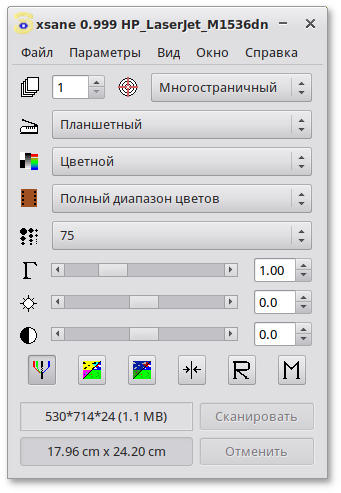 xsane 0.999 HP_LaserJet_M1536dn
Файл Параметры Вид Окно Справка
1 Многостраничный
Планшетный
Цветной
Полный диапазон цветов
75
Γ 1.00
0.0
0.0
R M
530*714*24 (1.1 MB) Сканировать
17.96 cm x 24.20 cm Отменить